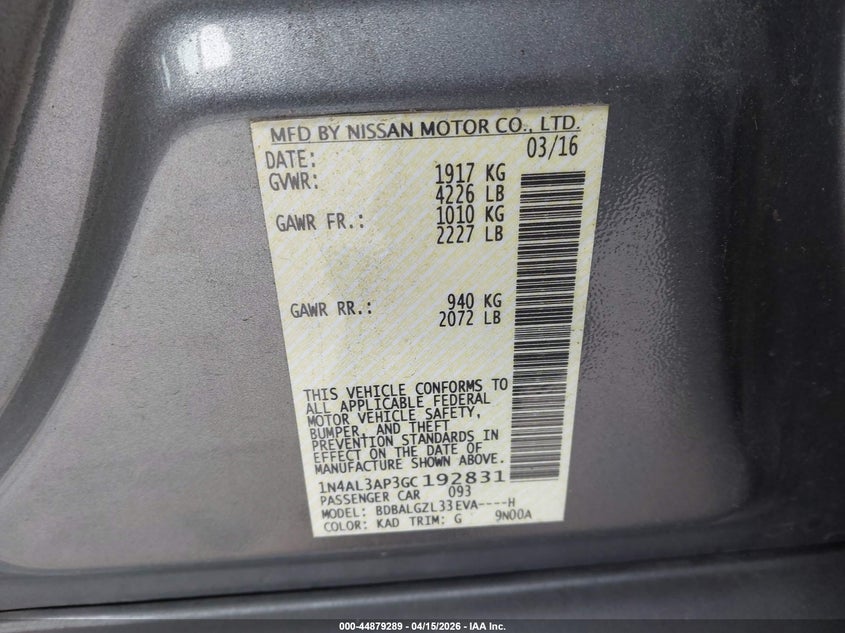 MFD BY NISSAN MOTOR CO., LTD.
DATE: 03/16
GVWR: 1917 KG
4226 LB
GAWR FR.: 1010 KG
2227 LB
GAWR RR.: 940 KG
2072 LB
THIS VEHICLE CONFORMS TO
ALL APPLICABLE FEDERAL
MOTOR VEHICLE SAFETY,
BUMPER, AND THEFT
PREVENTION STANDARDS IN
EFFECT ON THE DATE OF
MANUFACTURE SHOWN ABOVE.
1N4AL3AP3GC192831
PASSENGER CAR 093
MODEL: BDBALGZL33EVA----H
COLOR: KAD TRIM: G 9N00A
000-44879289 - 04/15/2026 - IAA Inc.